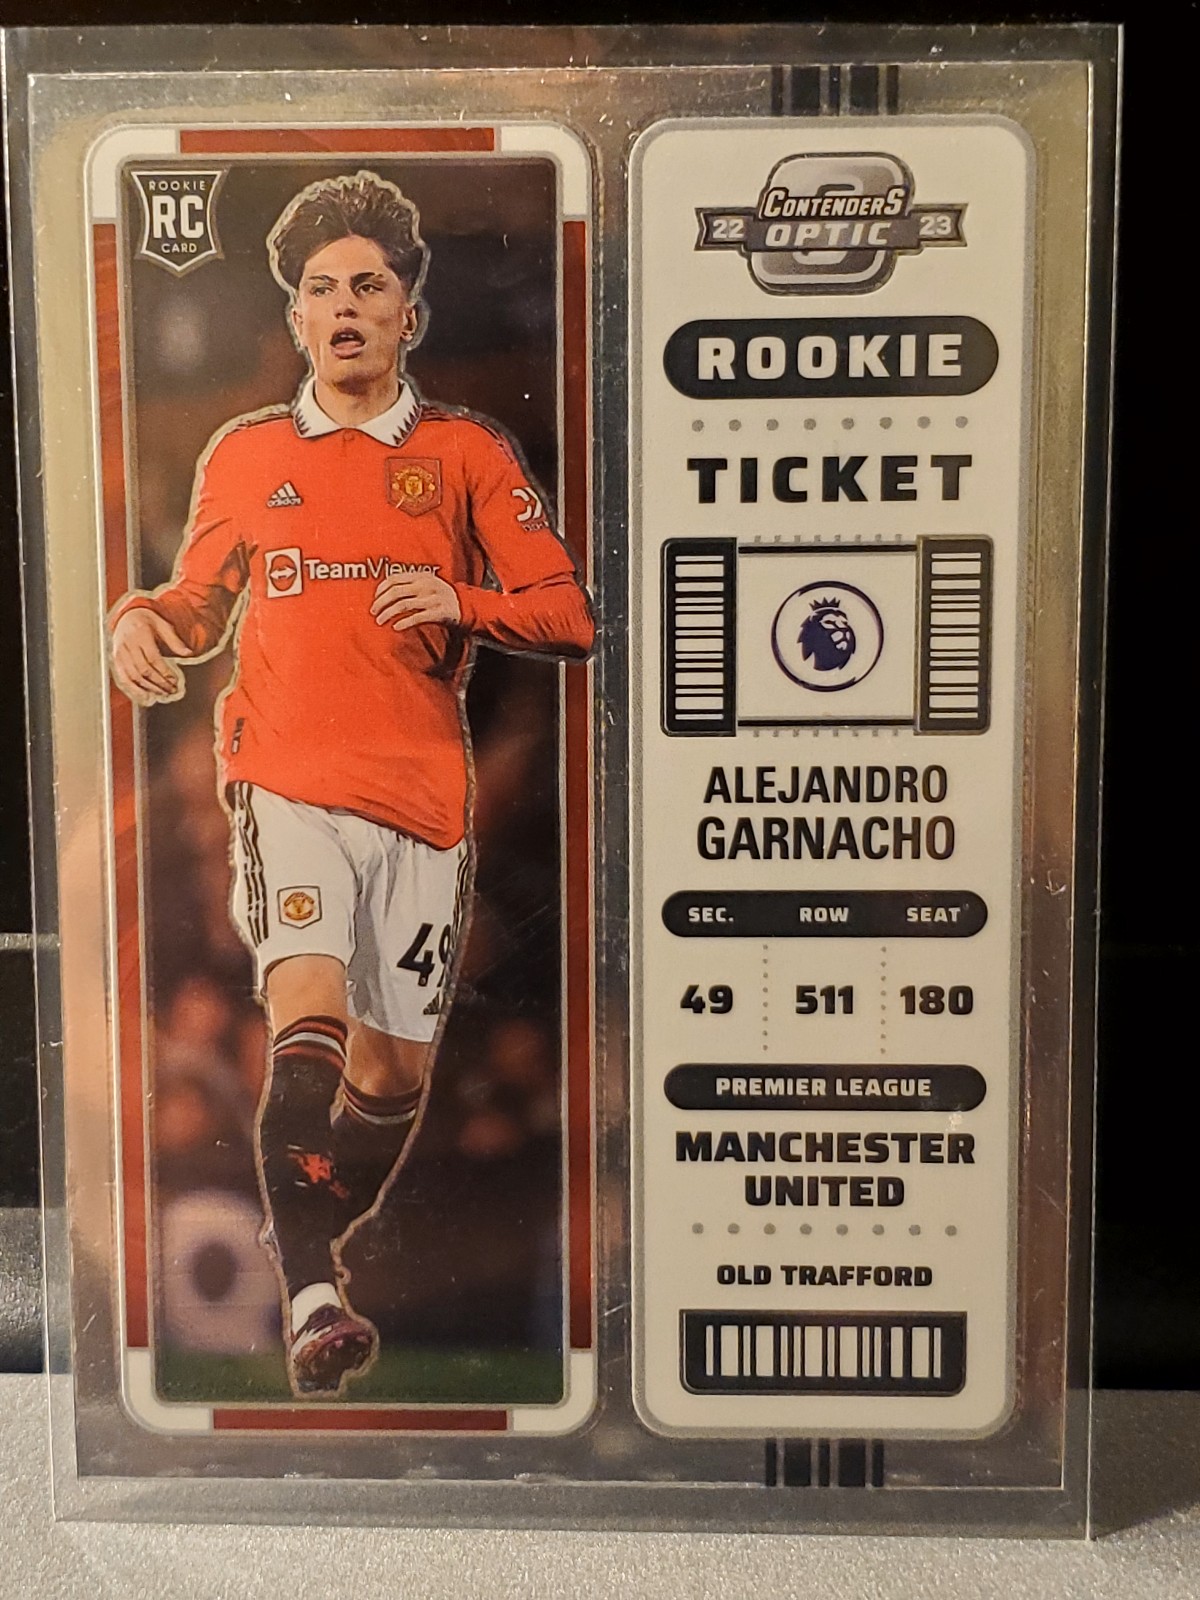 ROOKIE
RC
CARD
adidas
TeamViewer
49
CONTENDERS
22 OPTIC 23
ROOKIE
TICKET
ALEJANDRO
GARNACHO
SEC. ROW SEAT
49 511 180
PREMIER LEAGUE
MANCHESTER
UNITED
OLD TRAFFORD